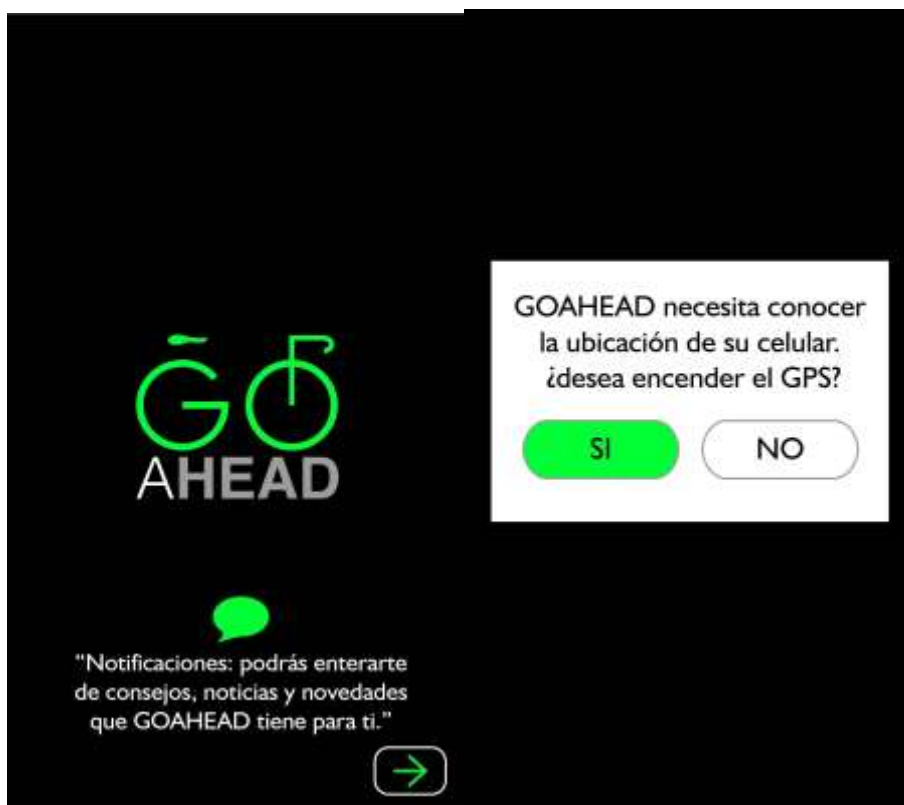 GO
AHEAD
"Notificaciones: podrás enterarte
de consejos, noticias y novedades
que GOAHEAD tiene para ti."
GOAHEAD necesita conocer
la ubicación de su celular.
¿desea encender el GPS?
SI
NO